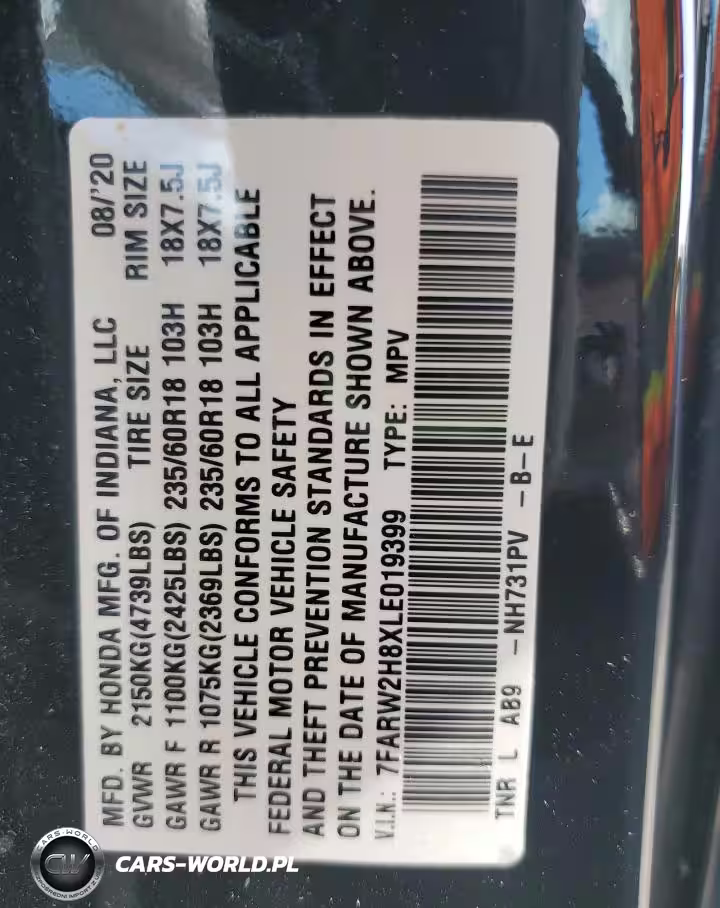 MFD. BY HONDA MFG. OF INDIANA, LLC 08/'20
GVWR 2150KG(4739LBS) TIRE SIZE RIM SIZE
GAWR F 1100KG(2425LBS) 235/60R18 103H 18X7.5J
GAWR R 1075KG(2369LBS) 235/60R18 103H 18X7.5J
THIS VEHICLE CONFORMS TO ALL APPLICABLE
FEDERAL MOTOR VEHICLE SAFETY
AND THEFT PREVENTION STANDARDS IN EFFECT
ON THE DATE OF MANUFACTURE SHOWN ABOVE.
V.I.N.: 7FARW2H8XLE019399 TYPE: MPV
TNR L AB9 -NH731PV -B-E
CARS-WORLD
CW
CARS-WORLD.PL